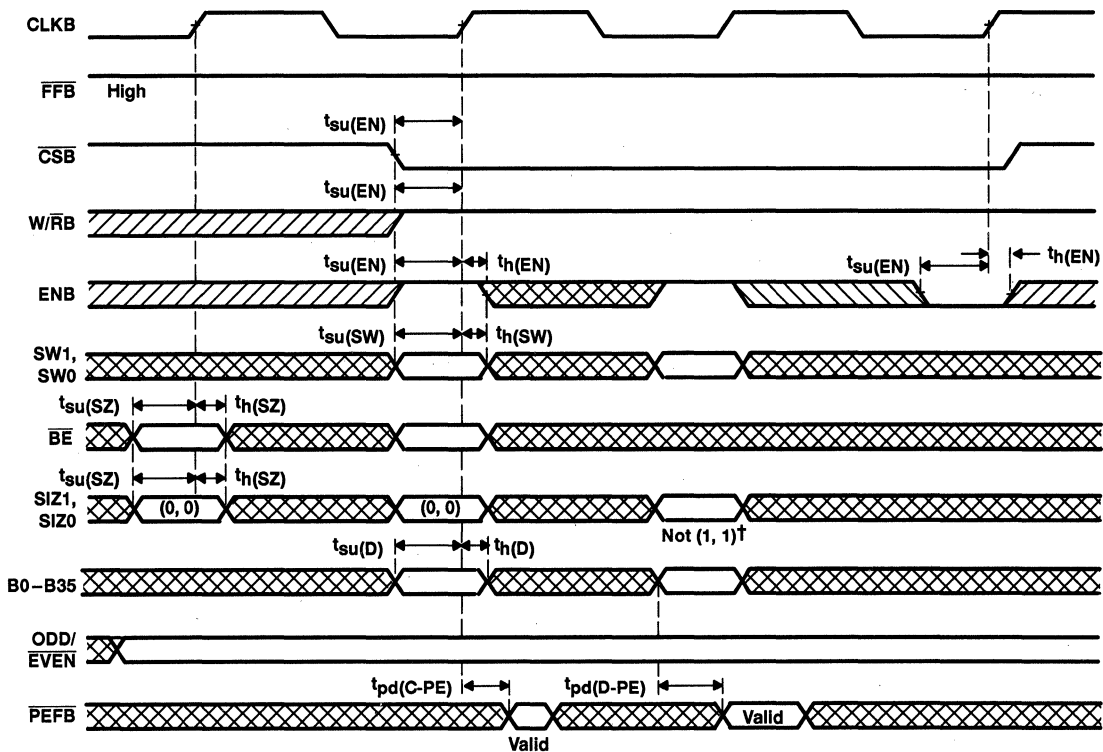 CLKB
FFB High
tsu(EN)
CSB
tsu(EN)
W/RB
tsu(EN) th(EN) tsu(EN) th(EN)
ENB
tsu(SW) th(SW)
SW1,
SW0
tsu(SZ) th(SZ)
BE
tsu(SZ) th(SZ)
SIZ1,
SIZ0
(0, 0) (0, 0)
Not (1, 1)†
tsu(D) th(D)
B0–B35
ODD/
EVEN
tpd(C-PE) tpd(D-PE)
PEFB Valid
Valid